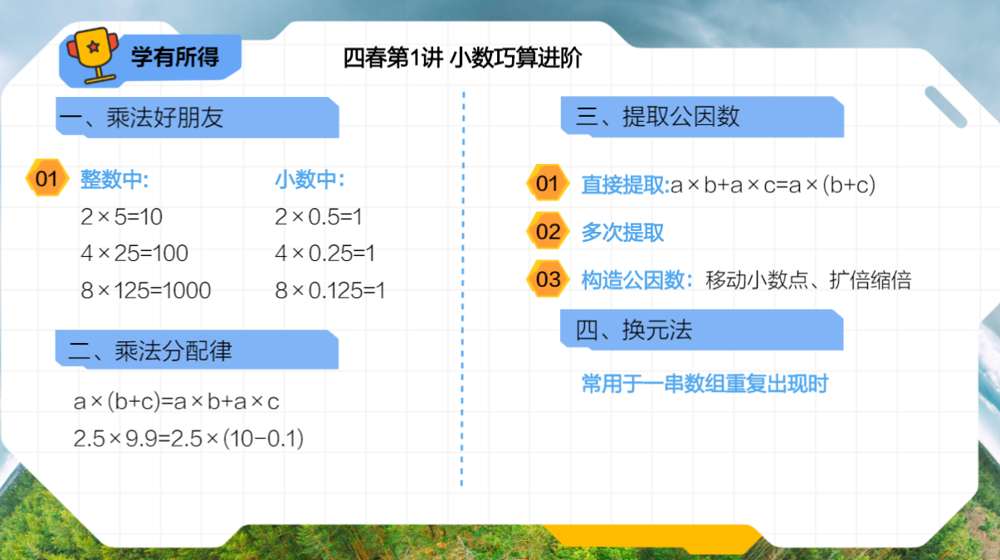 学有所得
四春第1讲 小数巧算进阶
一、乘法好朋友
01 整数中: 小数中：
2×5=10 2×0.5=1
4×25=100 4×0.25=1
8×125=1000 8×0.125=1
二、乘法分配律
a×(b+c)=a×b+a×c
2.5×9.9=2.5×(10-0.1)
三、提取公因数
01 直接提取:a×b+a×c=a×(b+c)
02 多次提取
03 构造公因数：移动小数点、扩倍缩倍
四、换元法
常用于一串数组重复出现时